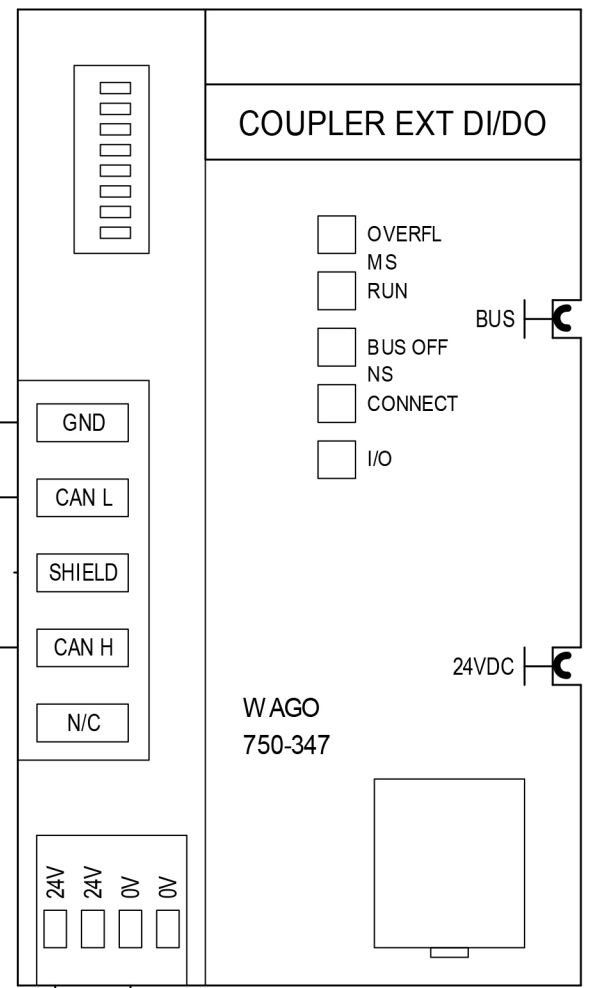 COUPLER EXT DI/DO
OVERFL
MS
RUN
BUS
BUS OFF
NS
CONNECT
I/O
GND
CAN L
SHIELD
CAN H
N/C
24VDC
WAGO
750-347
24V
24V
0V
0V